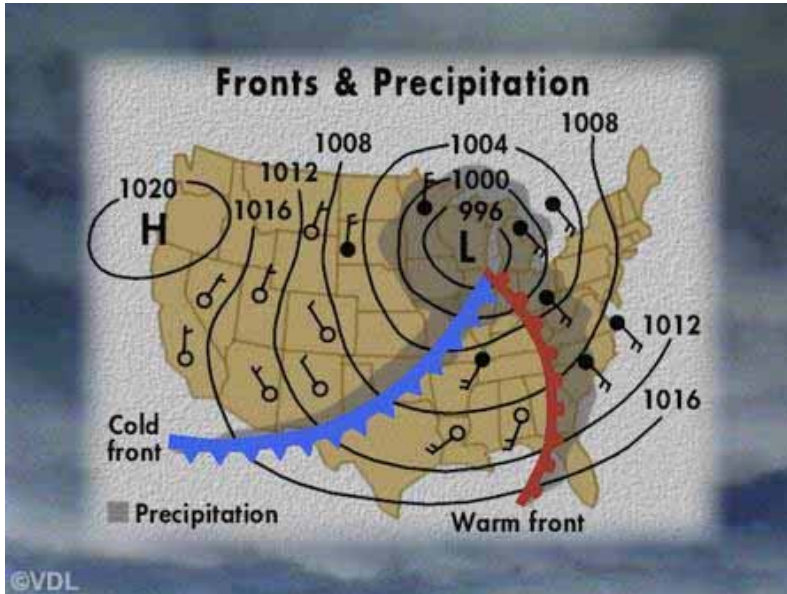 Fronts & Precipitation
1008
1004
1008
1012
1000
1020
1016
996
H
L
1012
1016
Cold
front
Precipitation
Warm front
©VDL